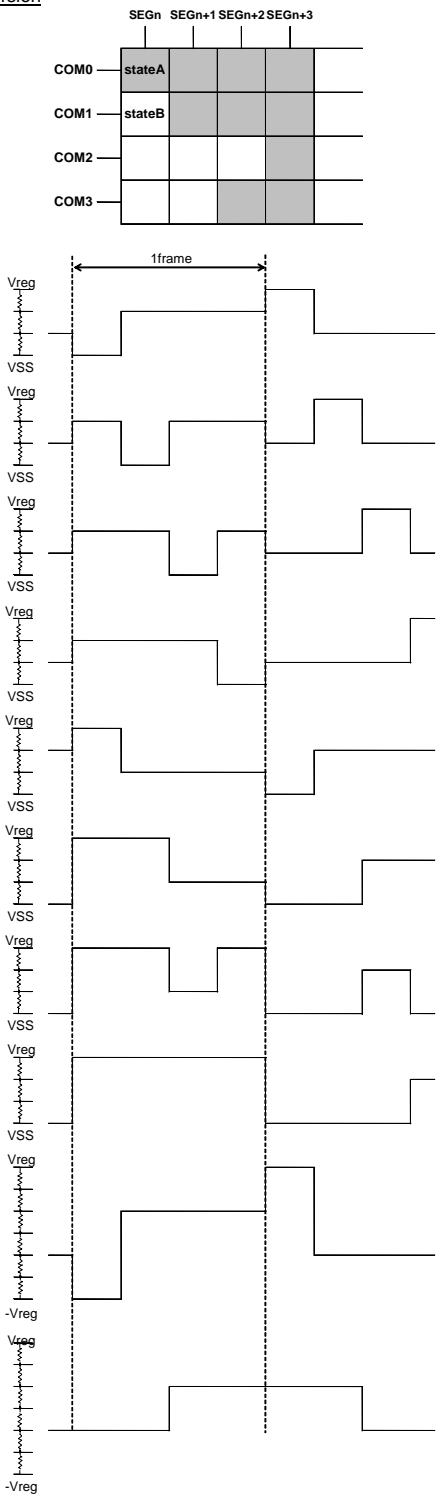 SEGn SEGn+1 SEGn+2 SEGn+3
COM0 stateA
COM1 stateB
COM2
COM3
1frame
Vreg
VSS
Vreg
VSS
Vreg
VSS
Vreg
VSS
Vreg
VSS
Vreg
VSS
Vreg
VSS
Vreg
VSS
Vreg
-Vreg
Vreg
-Vreg